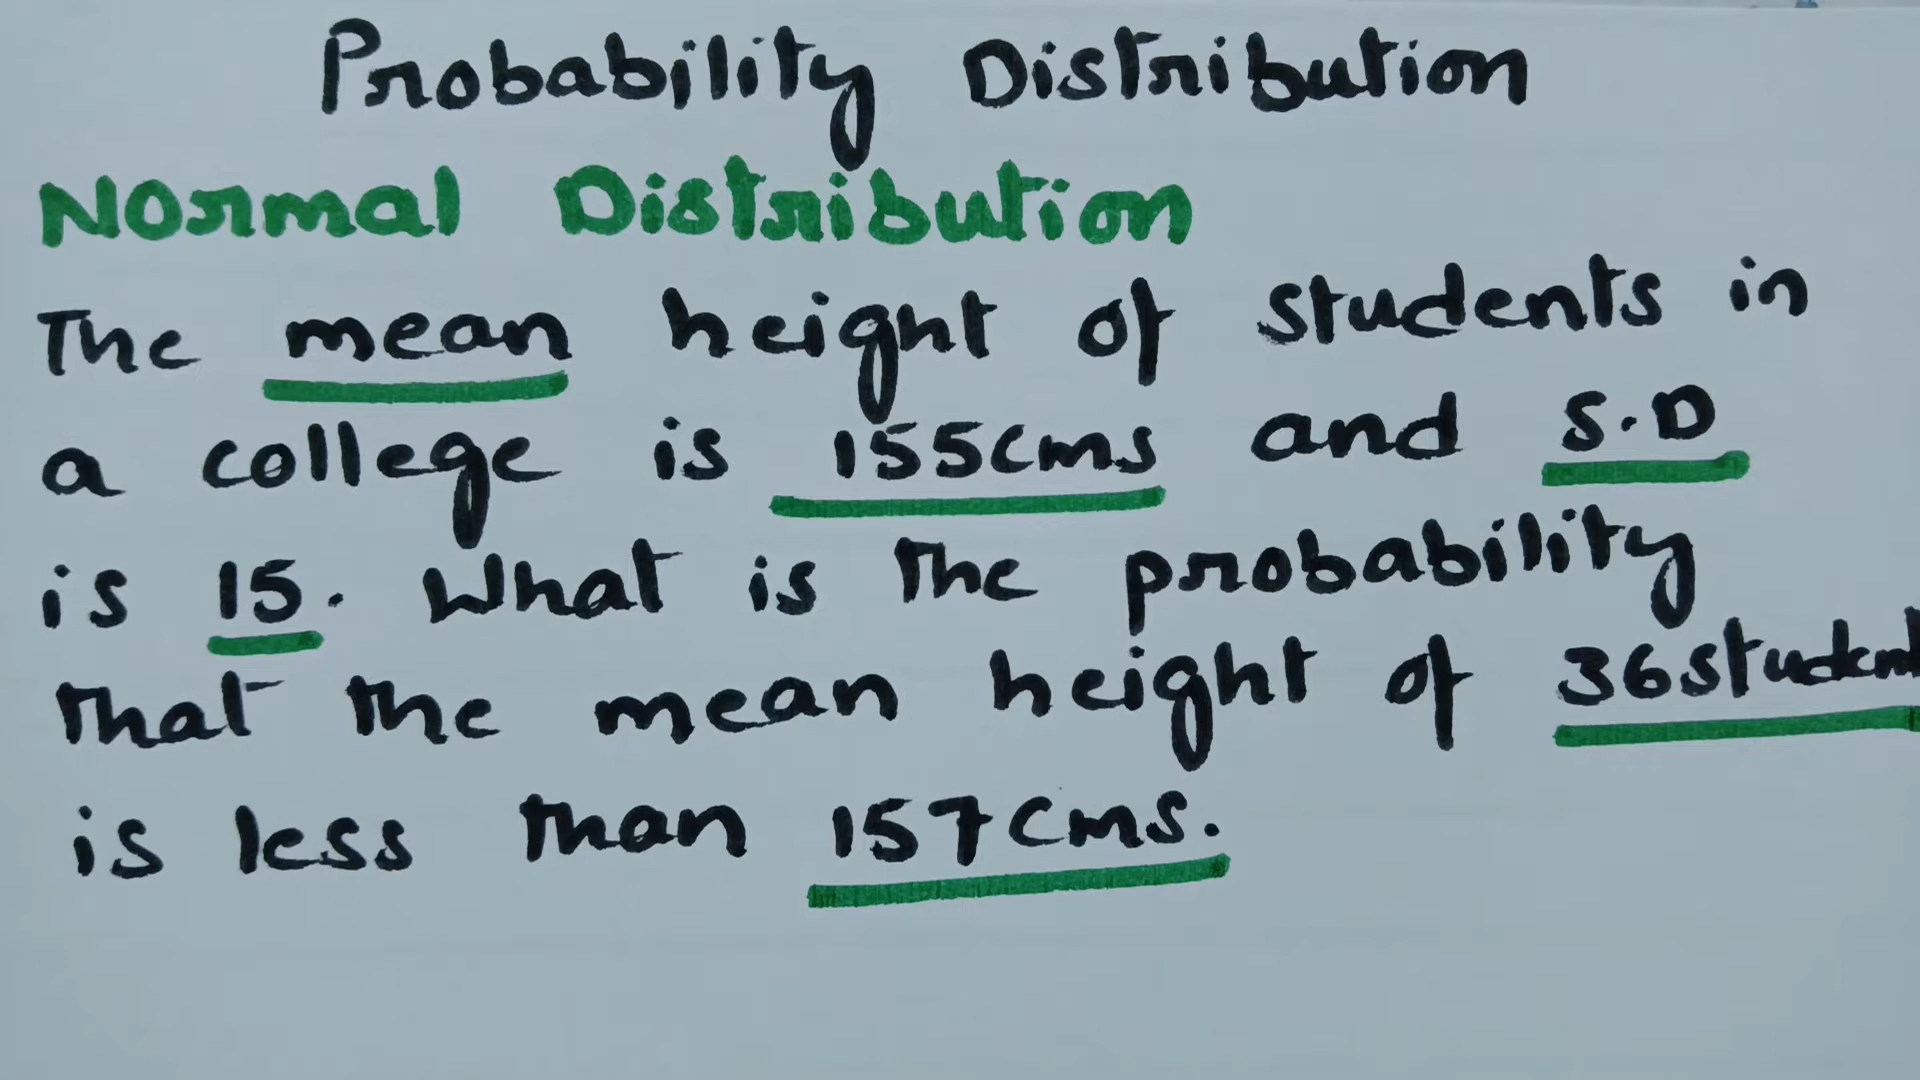 Probability Distribution
Normal Distribution
The mean height of students in
a college is 155cms and S.D
is 15. What is the probability
that the mean height of 36 student
is less than 157cms.